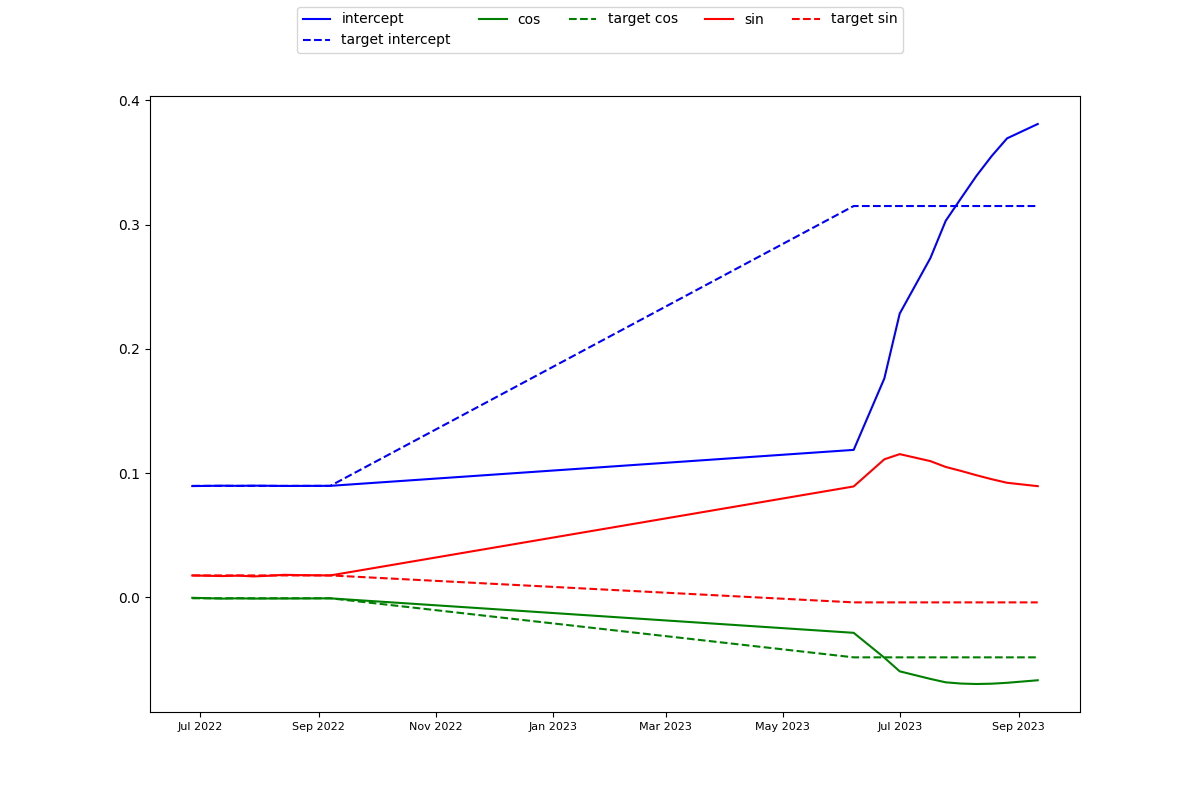 intercept cos target cos sin target sin
target intercept
0.4
0.3
0.2
0.1
0.0
Jul 2022 Sep 2022 Nov 2022 Jan 2023 Mar 2023 May 2023 Jul 2023 Sep 2023